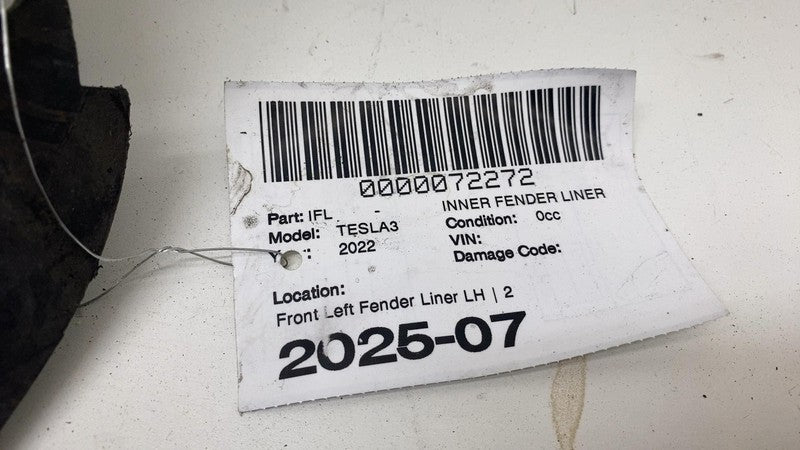 0000072272
Part: IFL - INNER FENDER LINER
Model: TESLA3 Condition: 0cc
2022 VIN:
Damage Code:
Location:
Front Left Fender Liner LH | 2
2025-07